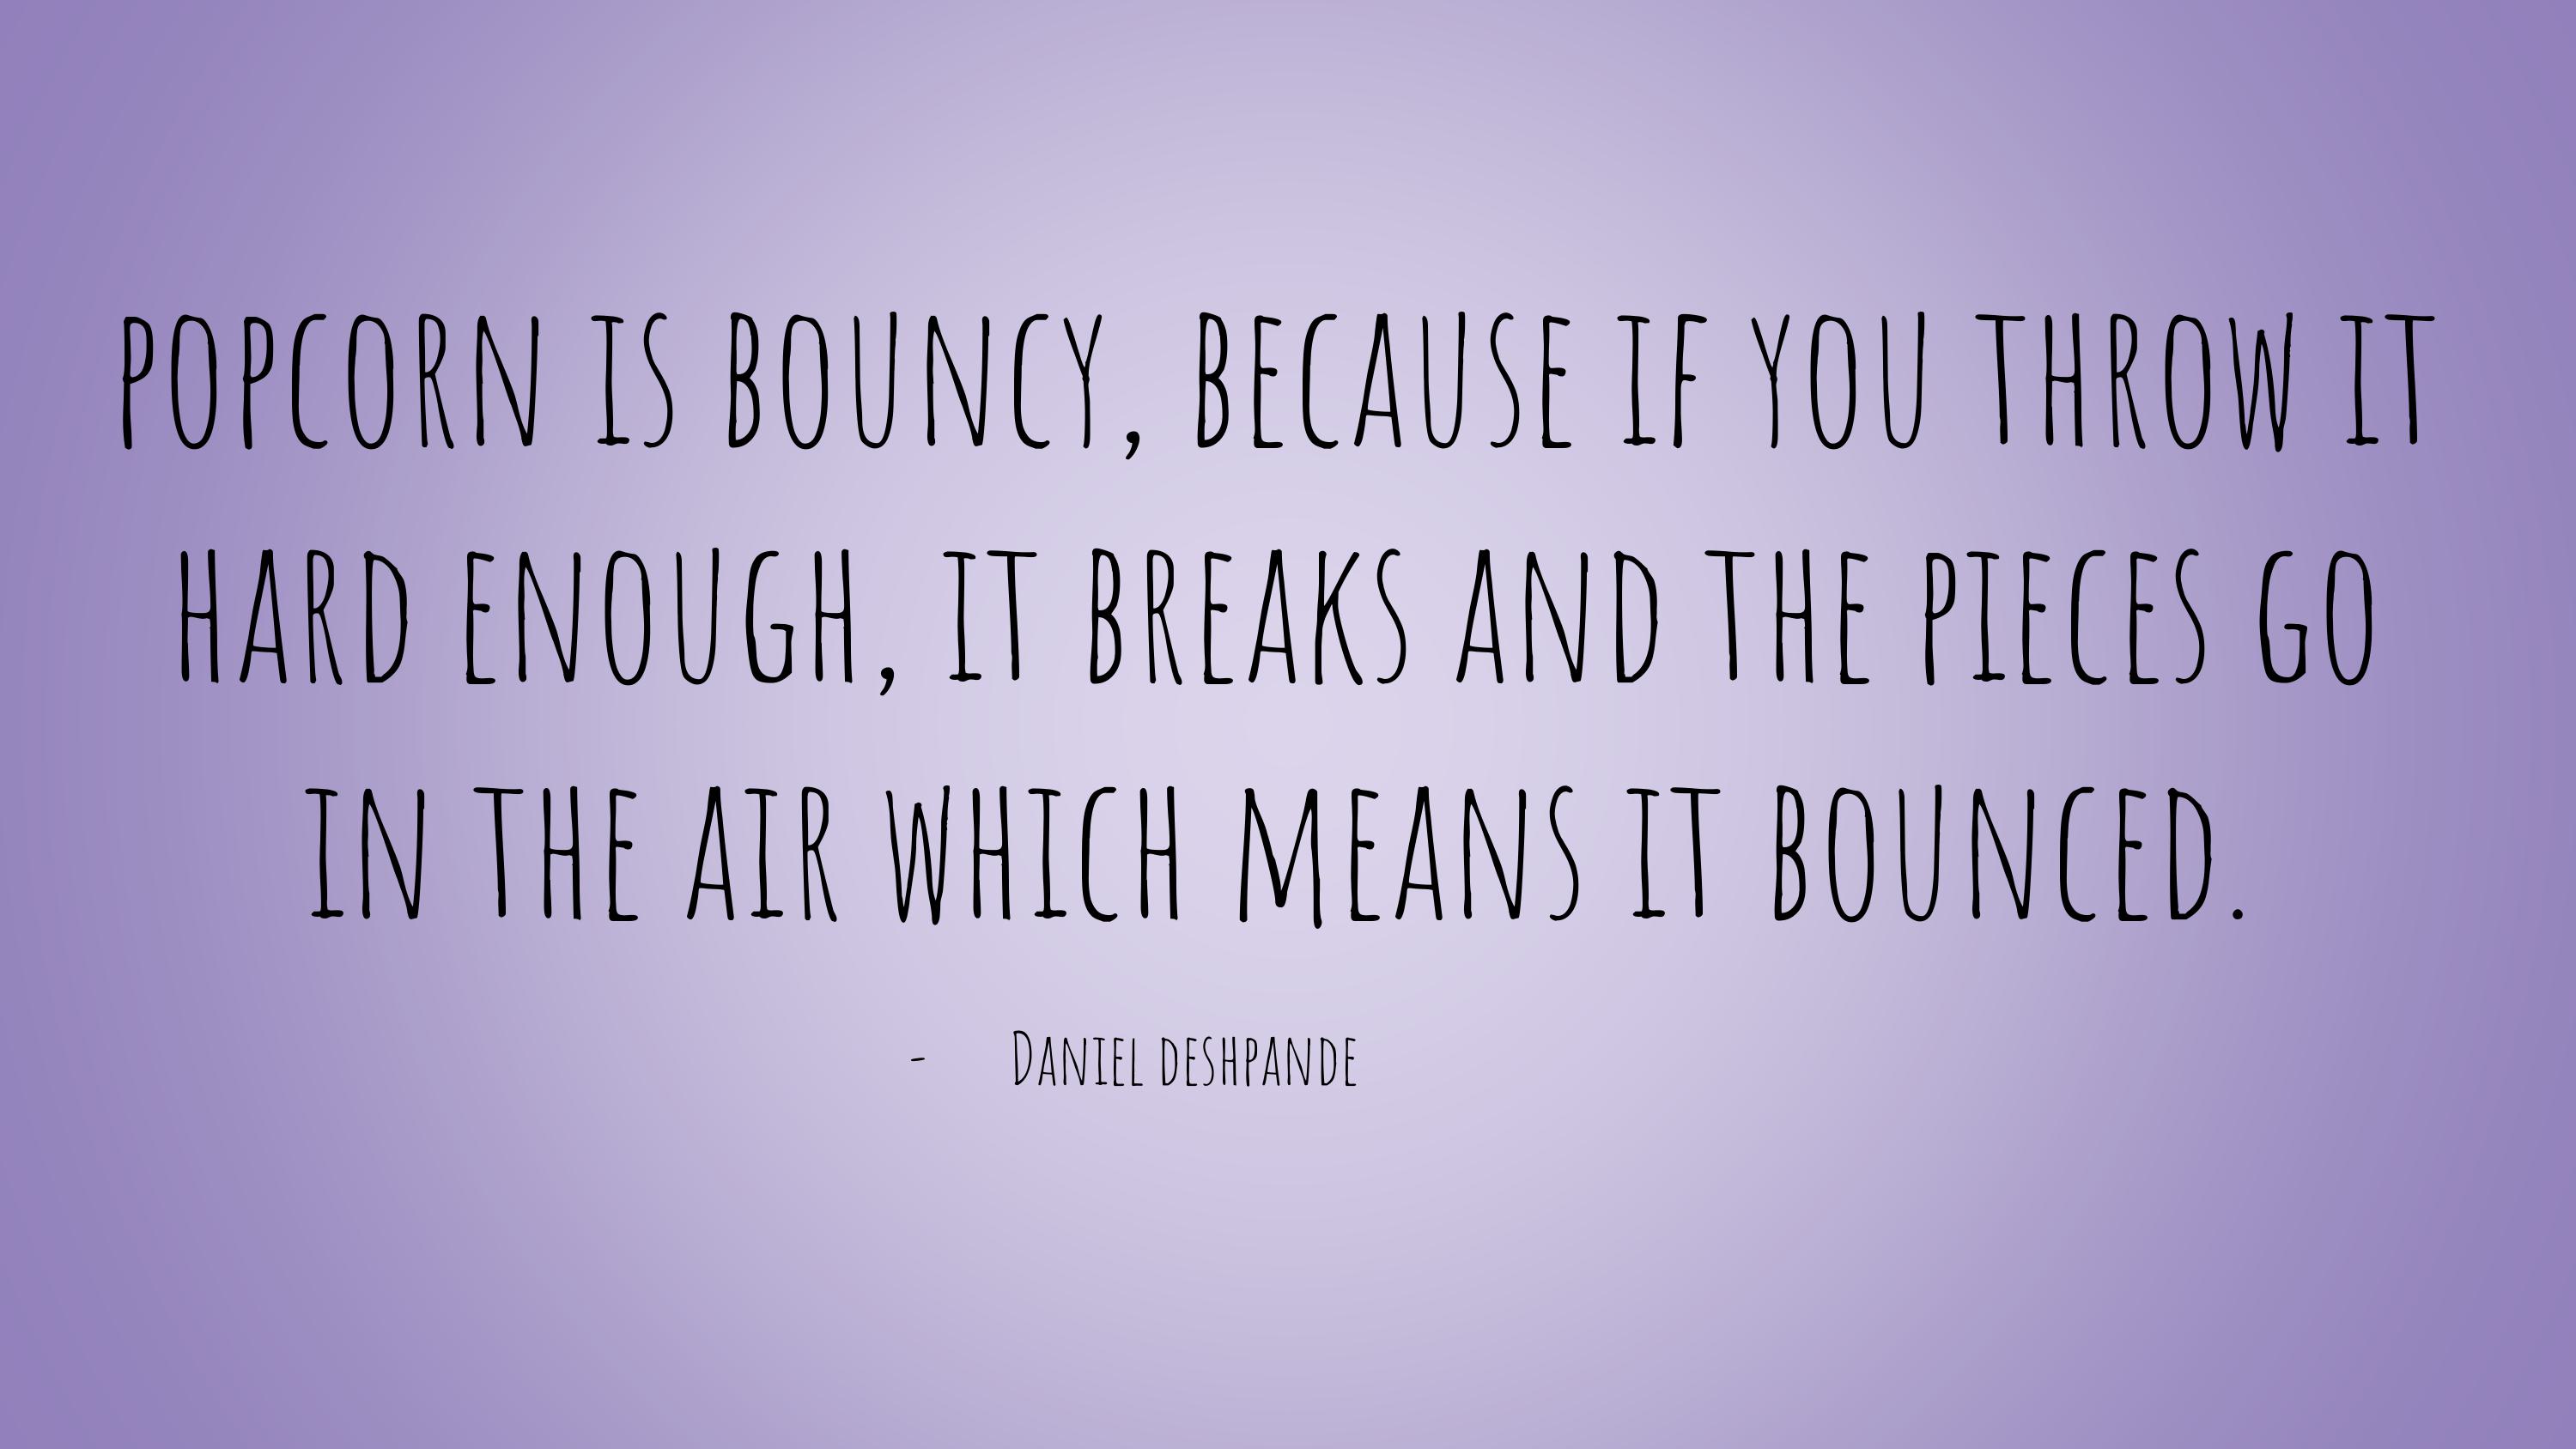 POPCORN IS BOUNCY, BECAUSE IF YOU THROW IT
HARD ENOUGH, IT BREAKS AND THE PIECES GO
IN THE AIR WHICH MEANS IT BOUNCED.
- DANIEL DESHPANDE